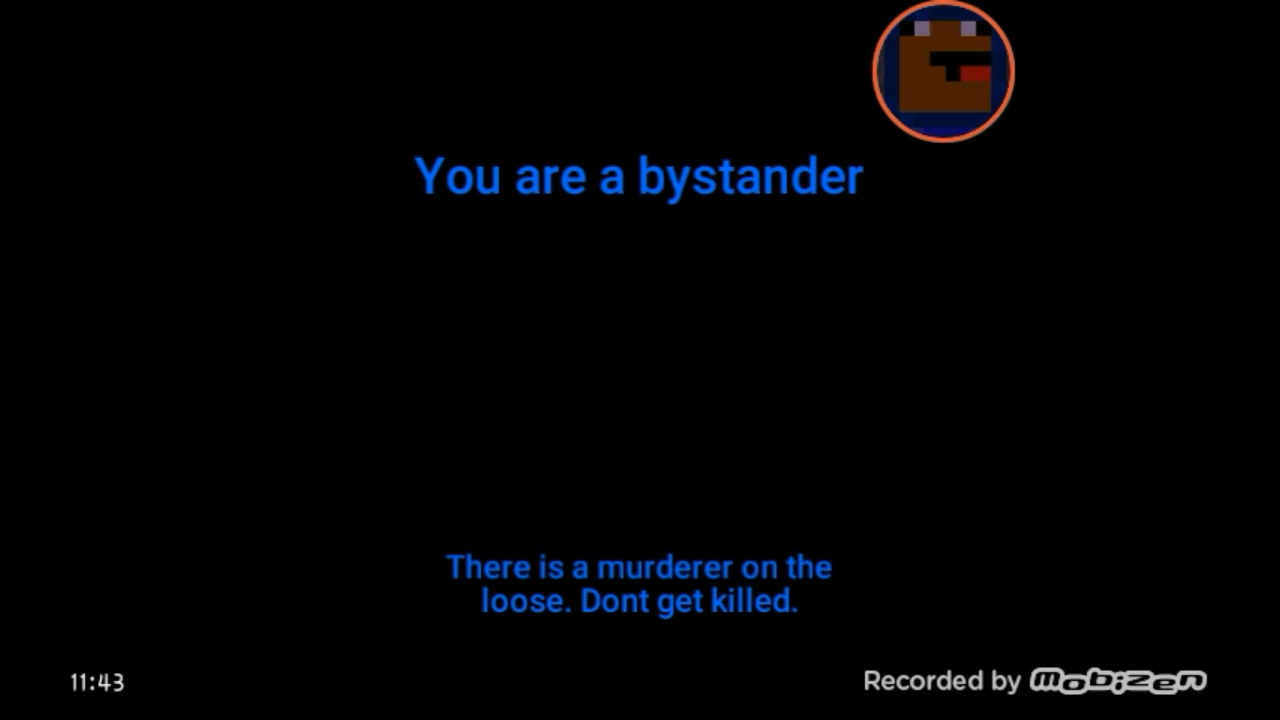 You are a bystander
There is a murderer on the
loose. Dont get killed.
11:43
Recorded by mobizen